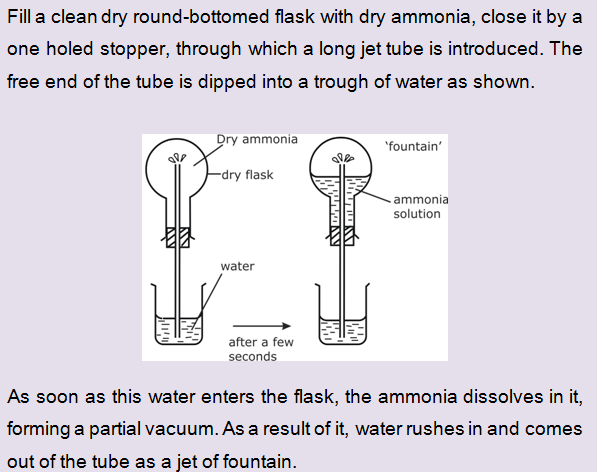 Fill a clean dry round-bottomed flask with dry ammonia, close it by a
one holed stopper, through which a long jet tube is introduced. The
free end of the tube is dipped into a trough of water as shown.
Dry ammonia
'fountain'
dry flask
ammonia
solution
water
after a few
seconds
As soon as this water enters the flask, the ammonia dissolves in it,
forming a partial vacuum. As a result of it, water rushes in and comes
out of the tube as a jet of fountain.